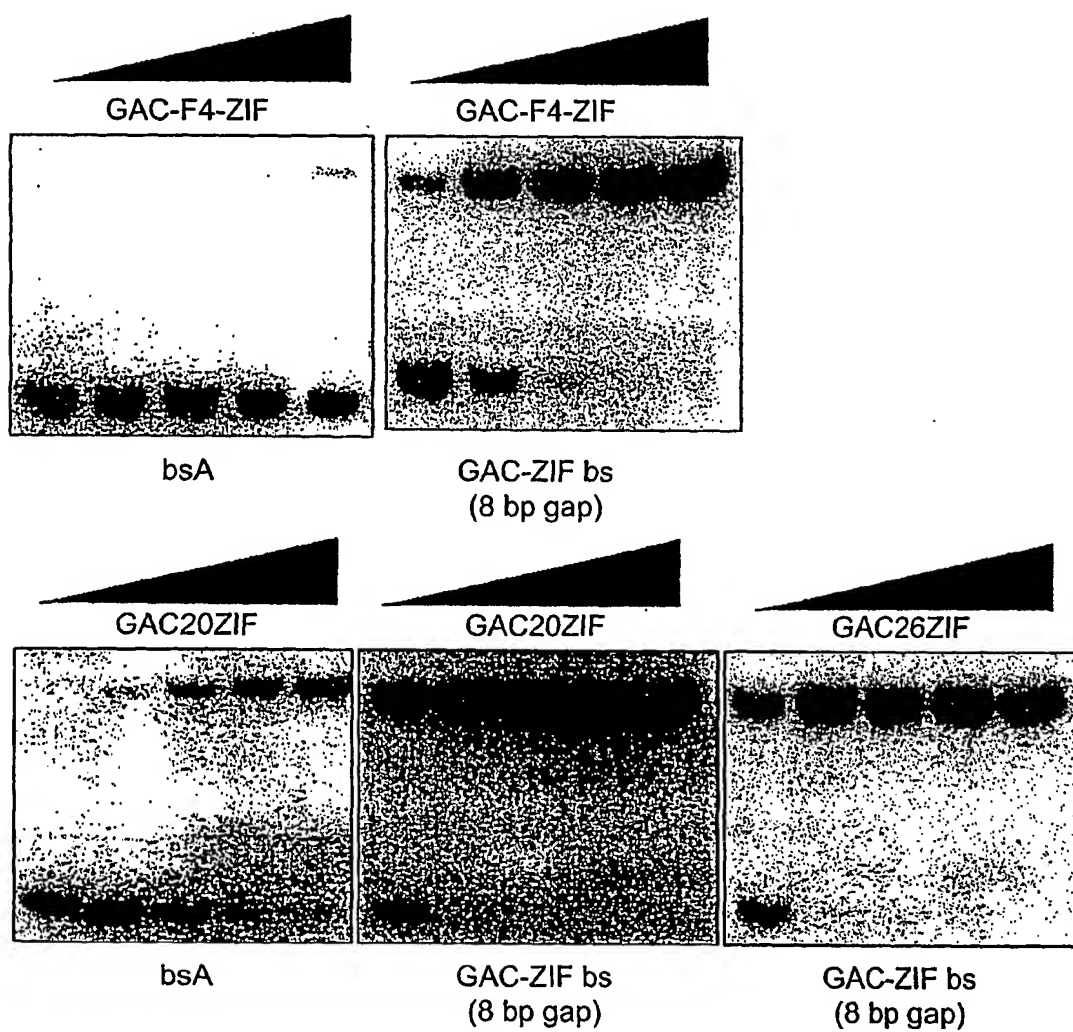 GAC-F4-ZIF
GAC-F4-ZIF
bsA
GAC-ZIF bs
(8 bp gap)
GAC20ZIF
GAC20ZIF
GAC26ZIF
bsA
GAC-ZIF bs
(8 bp gap)
GAC-ZIF bs
(8 bp gap)